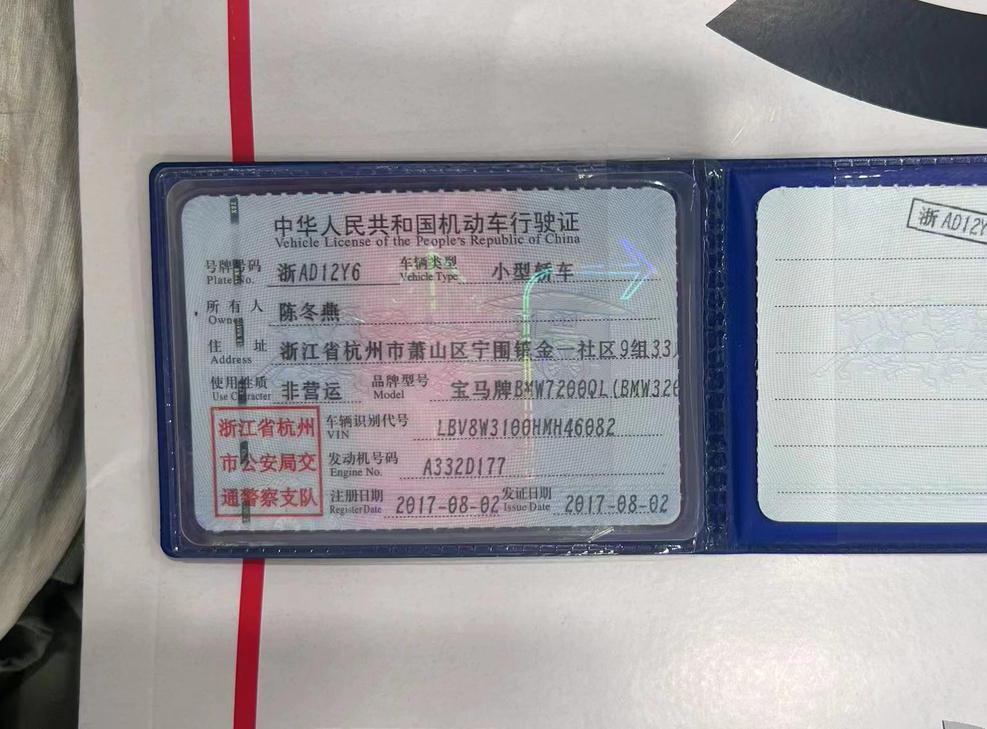 中华人民共和国机动车行驶证
Vehicle License of the People's Republic of China
号牌号码 浙AD12Y6 车辆类型 小型轿车
Plate No. Vehicle Type
所有人 陈冬燕
Owner
住址 浙江省杭州市萧山区宁围镇金一社区9组33
Address
使用性质 非营运 品牌型号 宝马牌BMW7200QL(BMW320
Use Character Model
浙江省杭州
市公安局交
通警察支队
车辆识别代号 LBV8W3100HMH46082
VIN
发动机号码 A332D177
Engine No.
注册日期 2017-08-02 发证日期 2017-08-02
Register Date Issue Date
浙AD12Y